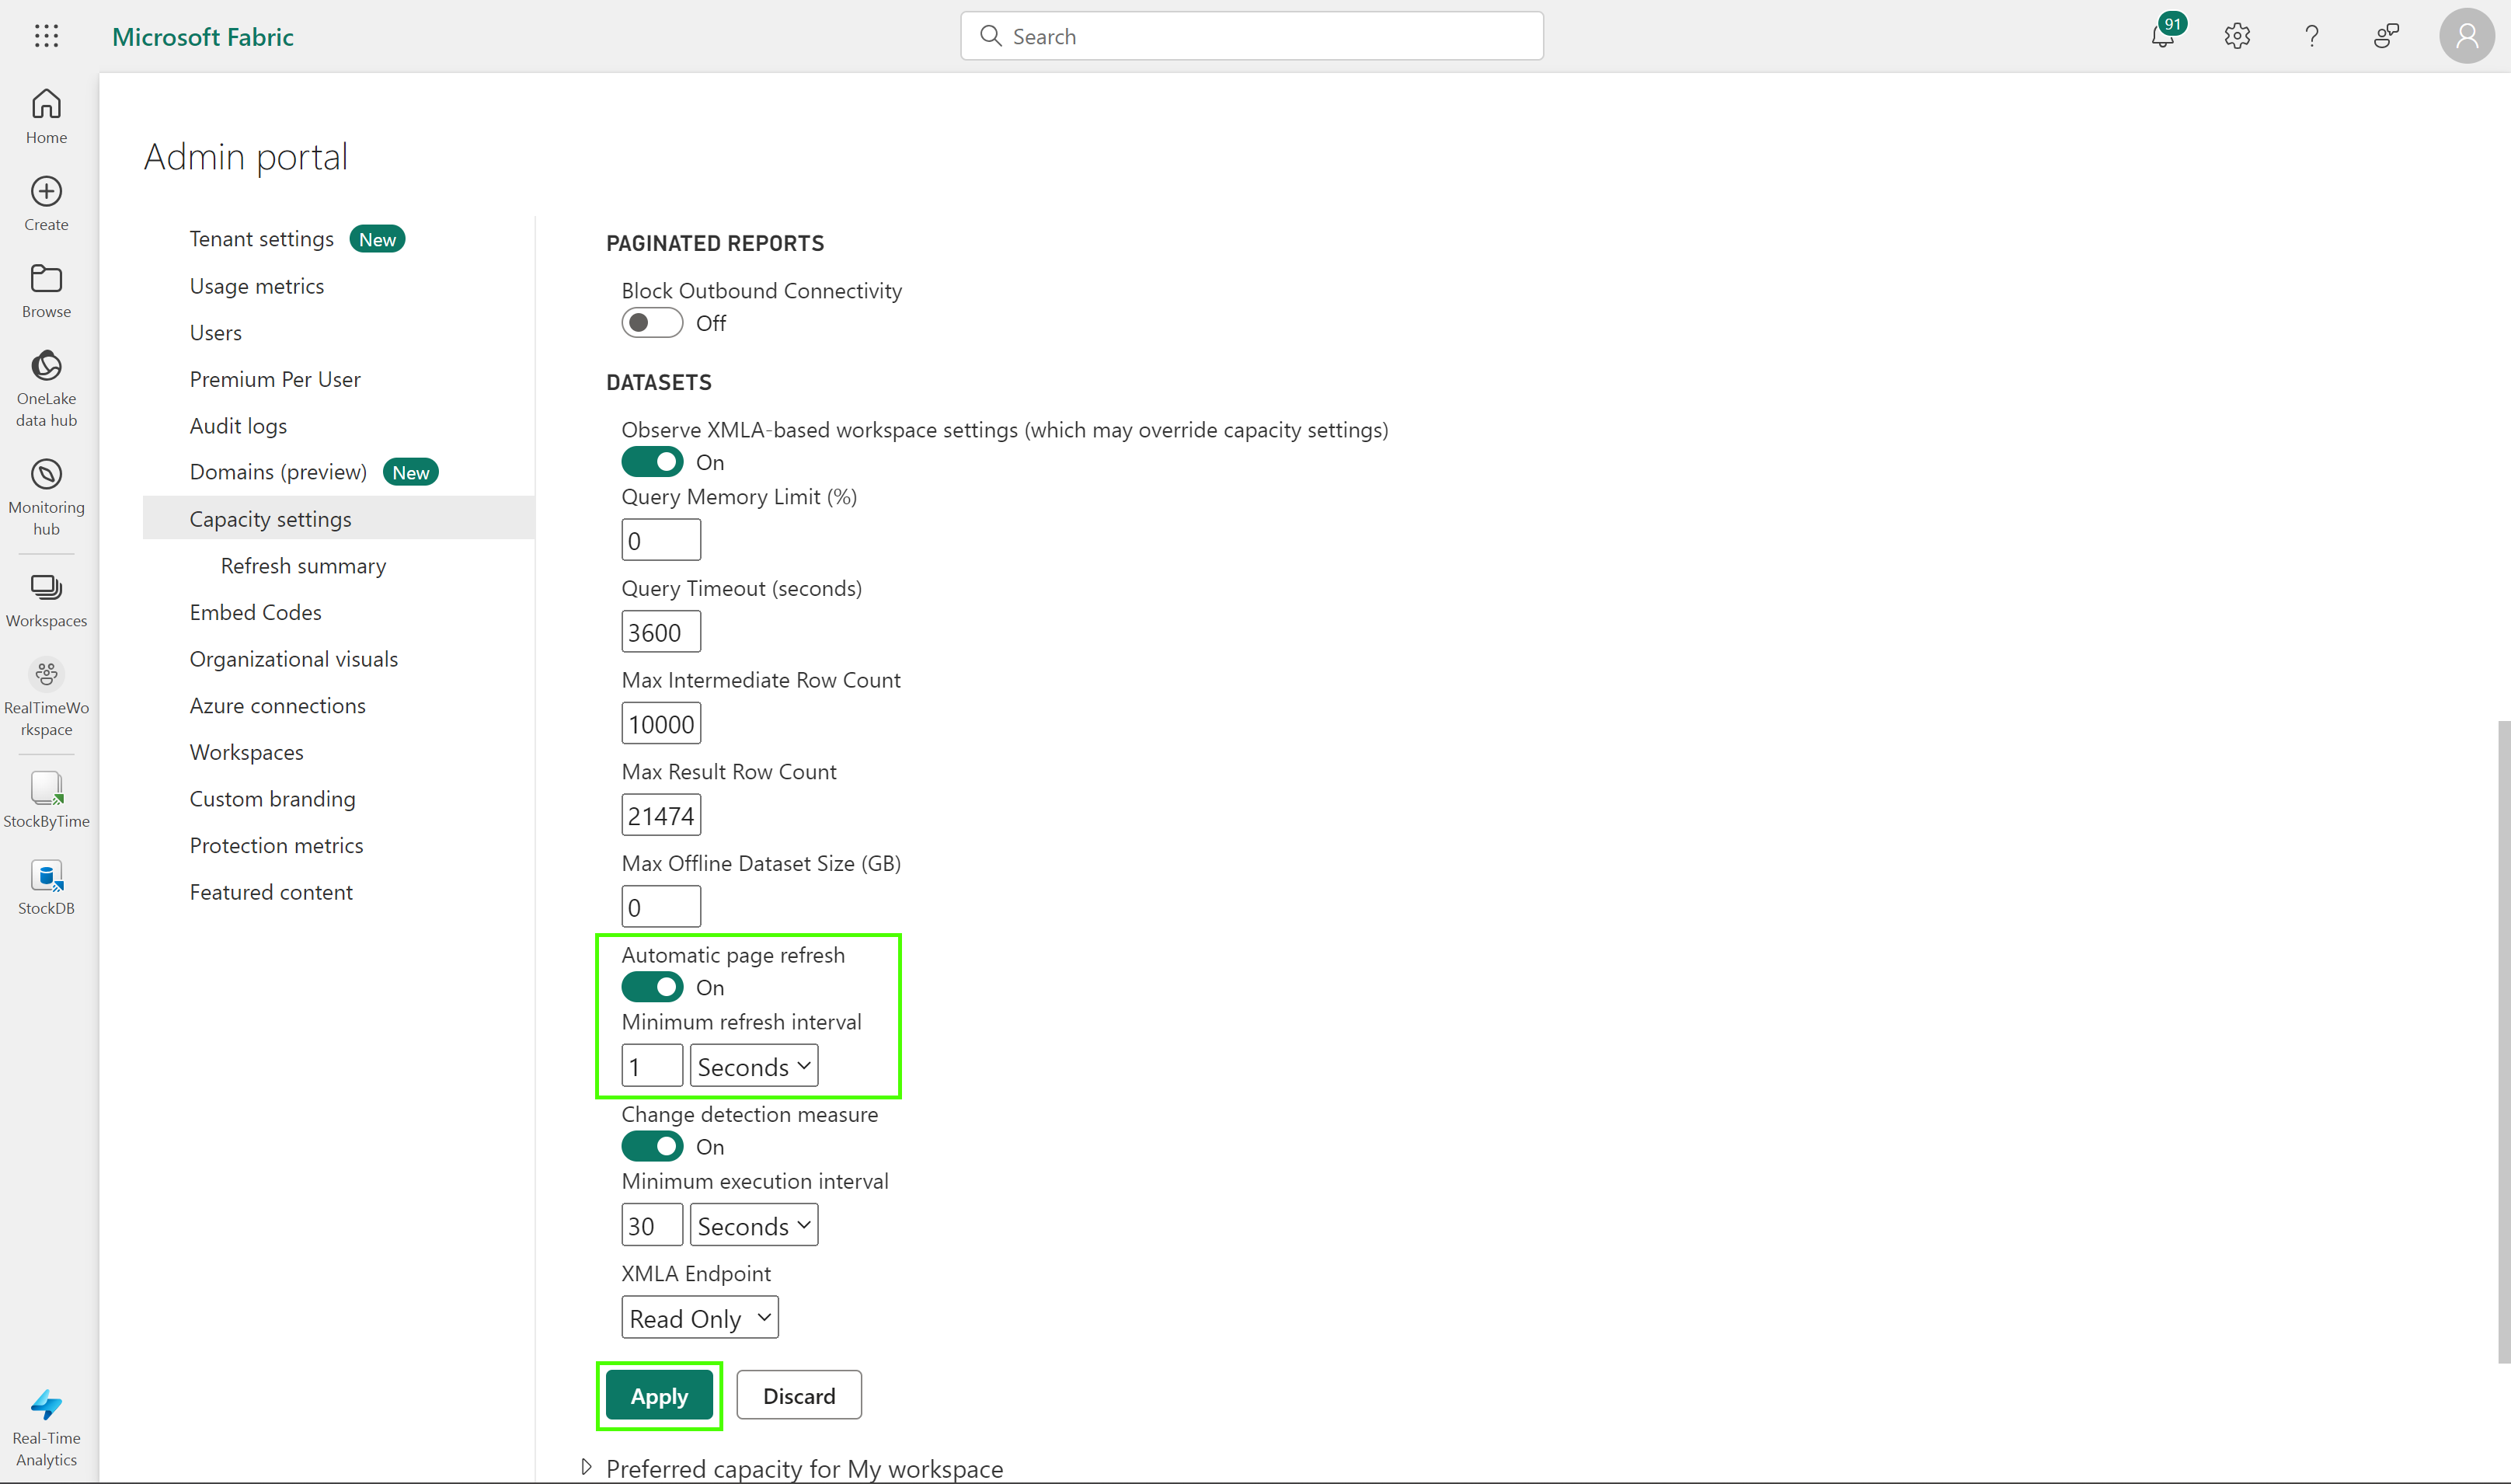 Microsoft Fabric
Search
91
Home
Create
Browse
OneLake
data hub
Monitoring
hub
Workspaces
RealTimeWo
rkspace
StockByTime
StockDB
Real-Time
Analytics
Admin portal
Tenant settings New
Usage metrics
Users
Premium Per User
Audit logs
Domains (preview) New
Capacity settings
Refresh summary
Embed Codes
Organizational visuals
Azure connections
Workspaces
Custom branding
Protection metrics
Featured content
PAGINATED REPORTS
Block Outbound Connectivity
Off
DATASETS
Observe XMLA-based workspace settings (which may override capacity settings)
On
Query Memory Limit (%)
0
Query Timeout (seconds)
3600
Max Intermediate Row Count
10000
Max Result Row Count
21474
Max Offline Dataset Size (GB)
0
Automatic page refresh
On
Minimum refresh interval
1 Seconds
Change detection measure
On
Minimum execution interval
30 Seconds
XMLA Endpoint
Read Only
Apply Discard
Preferred capacity for My workspace